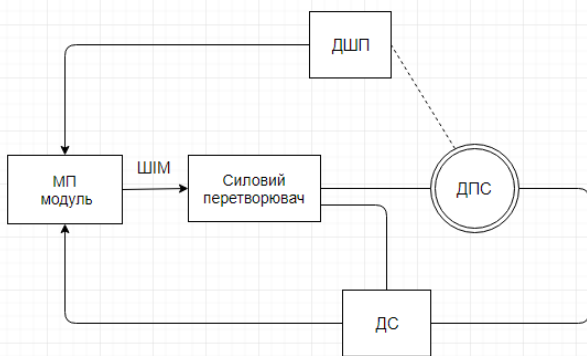 ДШП
МП
модуль
ШІМ
Силовий
перетворювач
ДПС
ДС